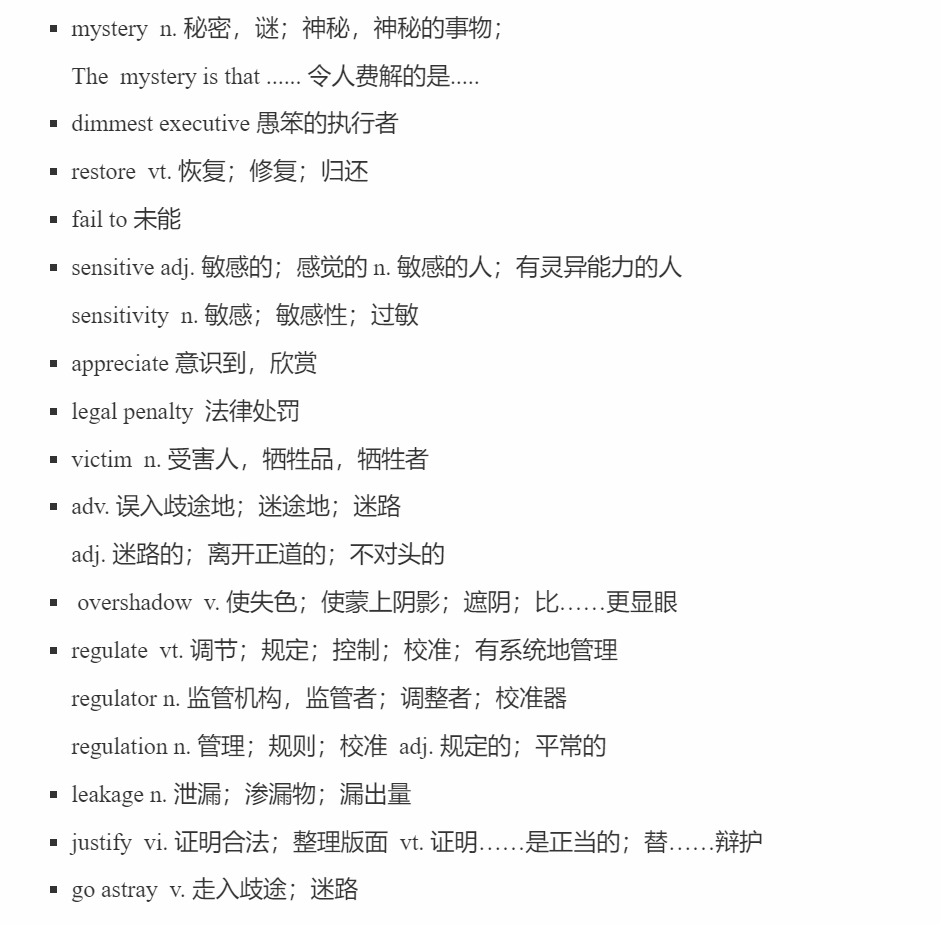 ▪ mystery  n. 秘密，谜；神秘，神秘的事物；
The  mystery is that ...... 令人费解的是.....
▪ dimmest executive 愚笨的执行者
▪ restore  vt. 恢复；修复；归还
▪ fail to 未能
▪ sensitive adj. 敏感的；感觉的 n. 敏感的人；有灵异能力的人
sensitivity  n. 敏感；敏感性；过敏
▪ appreciate 意识到，欣赏
▪ legal penalty  法律处罚
▪ victim  n. 受害人，牺牲品，牺牲者
▪ adv. 误入歧途地；迷途地；迷路
adj. 迷路的；离开正道的；不对头的
▪ overshadow  v. 使失色；使蒙上阴影；遮阴；比……更显眼
▪ regulate  vt. 调节；规定；控制；校准；有系统地管理
regulator n. 监管机构，监管者；调整者；校准器
regulation n. 管理；规则；校准  adj. 规定的；平常的
▪ leakage n. 泄漏；渗漏物；漏出量
▪ justify  vi. 证明合法；整理版面  vt. 证明……是正当的；替……辩护
▪ go astray  v. 走入歧途；迷路